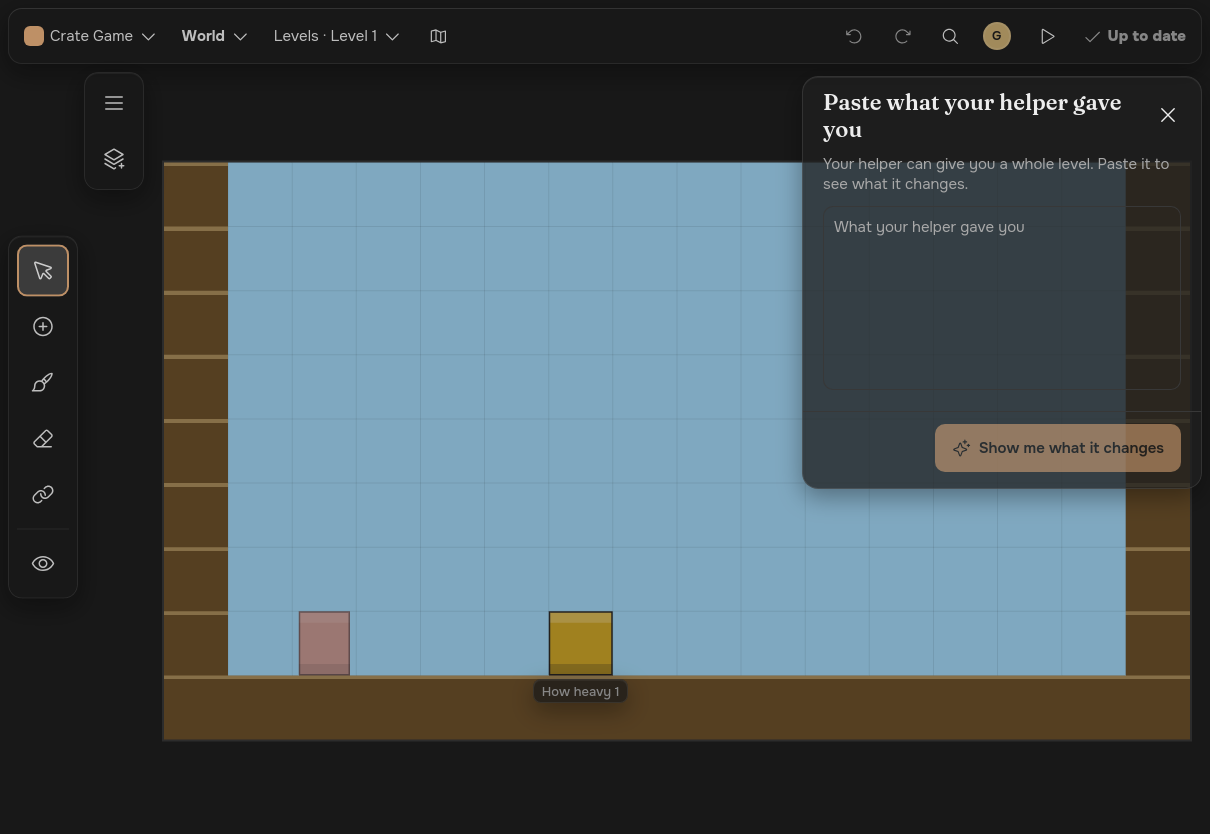 Crate Game
World
Levels · Level 1
G
Up to date
Paste what your helper gave
you
Your helper can give you a whole level. Paste it to
see what it changes.
What your helper gave you
Show me what it changes
How heavy 1